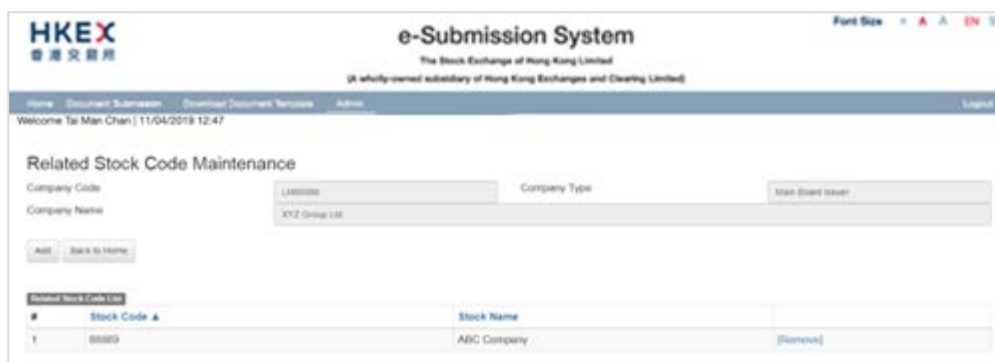 HKEX
香港交易所
Font Size A A A EN
e-Submission System
The Stock Exchange of Hong Kong Limited
(A wholly-owned subsidiary of Hong Kong Exchanges and Clearing Limited)
Home Document Submission Download Document Template Admin Logout
Welcome Tai Man Chan | 11/04/2019 12:47
Related Stock Code Maintenance
Company Code Company Type Main Board Issuer
Company Name XYZ Group Ltd.
Add Back to Home
Related Stock Code List
# Stock Code ▲ Stock Name
1 ABC Company [Remove]